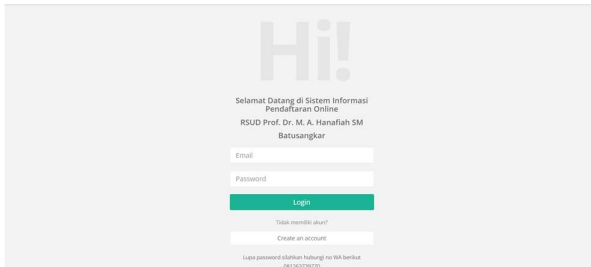 Hi!
Selamat Datang di Sistem Informasi
Pendaftaran Online
RSUD Prof. Dr. M. A. Hanafiah SM
Batusangkar
Email
Password
Login
Tidak memiliki akun?
Create an account
Lupa password silahkan hubungi no WA berikut